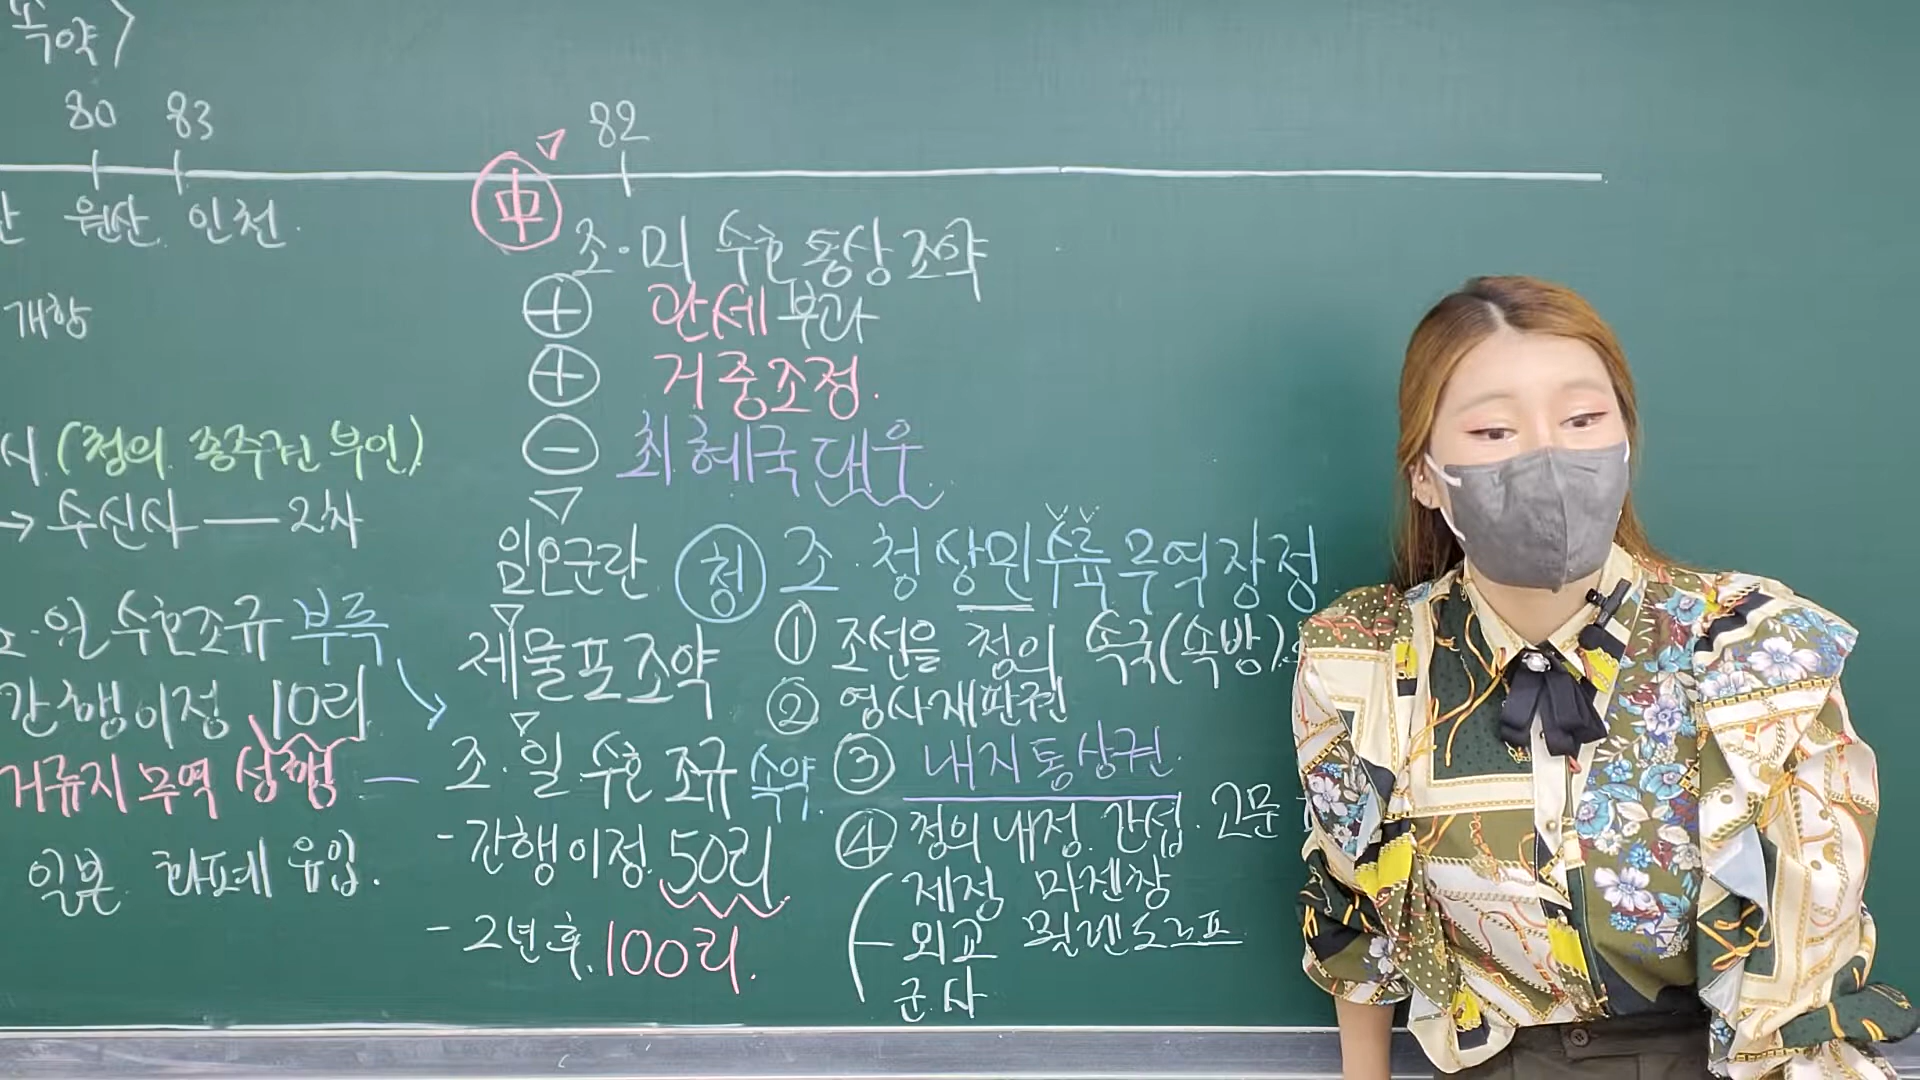 속약>
80 83 82
원산 인천.
개항
申
조·미 수호 통상 조약
⊕ 관세 부과
⊕ 거중조정.
⊖ 최혜국 대우
(청의 종주권 부인)
→ 수신사 — 2차
조·일 수호조규 부록
간행이정 10리
거류지 무역 성행
일본 화폐 유입.
임오군란
제물포 조약
조·일 수호 조규 속약
- 간행이정 50리
- 2년 후. 100리.
청 조·청 상민수륙무역장정
① 조선을 청의 속국(속방)
② 영사재판권
③ 내지통상권.
④ 청의 내정 간섭. 고문
재정 마젠창
외교 묄렌도르프
군사